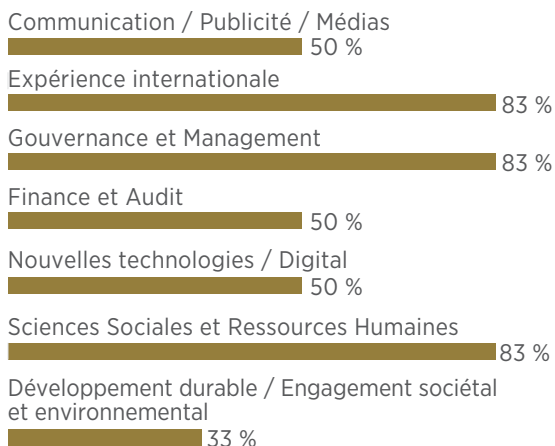 Communication / Publicité / Médias
50 %
Expérience internationale
83 %
Gouvernance et Management
83 %
Finance et Audit
50 %
Nouvelles technologies / Digital
50 %
Sciences Sociales et Ressources Humaines
83 %
Développement durable / Engagement sociétal
et environnemental
33 %